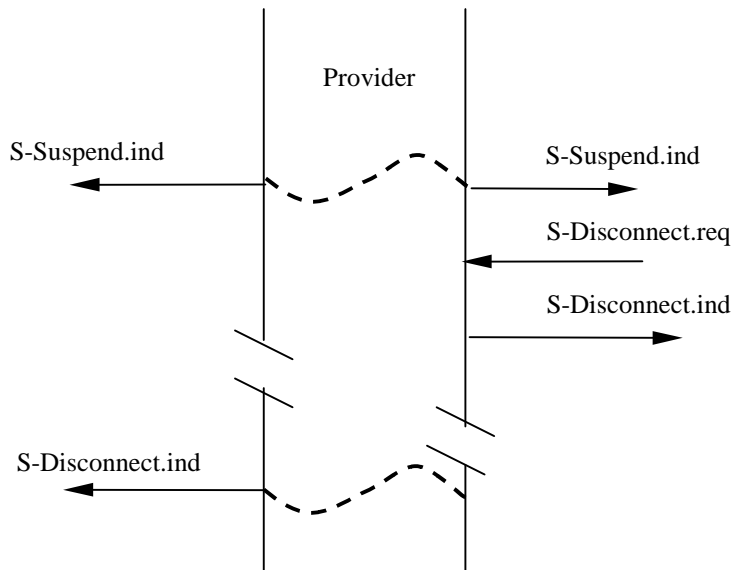 Provider
S-Suspend.ind
S-Suspend.ind
S-Disconnect.req
S-Disconnect.ind
S-Disconnect.ind